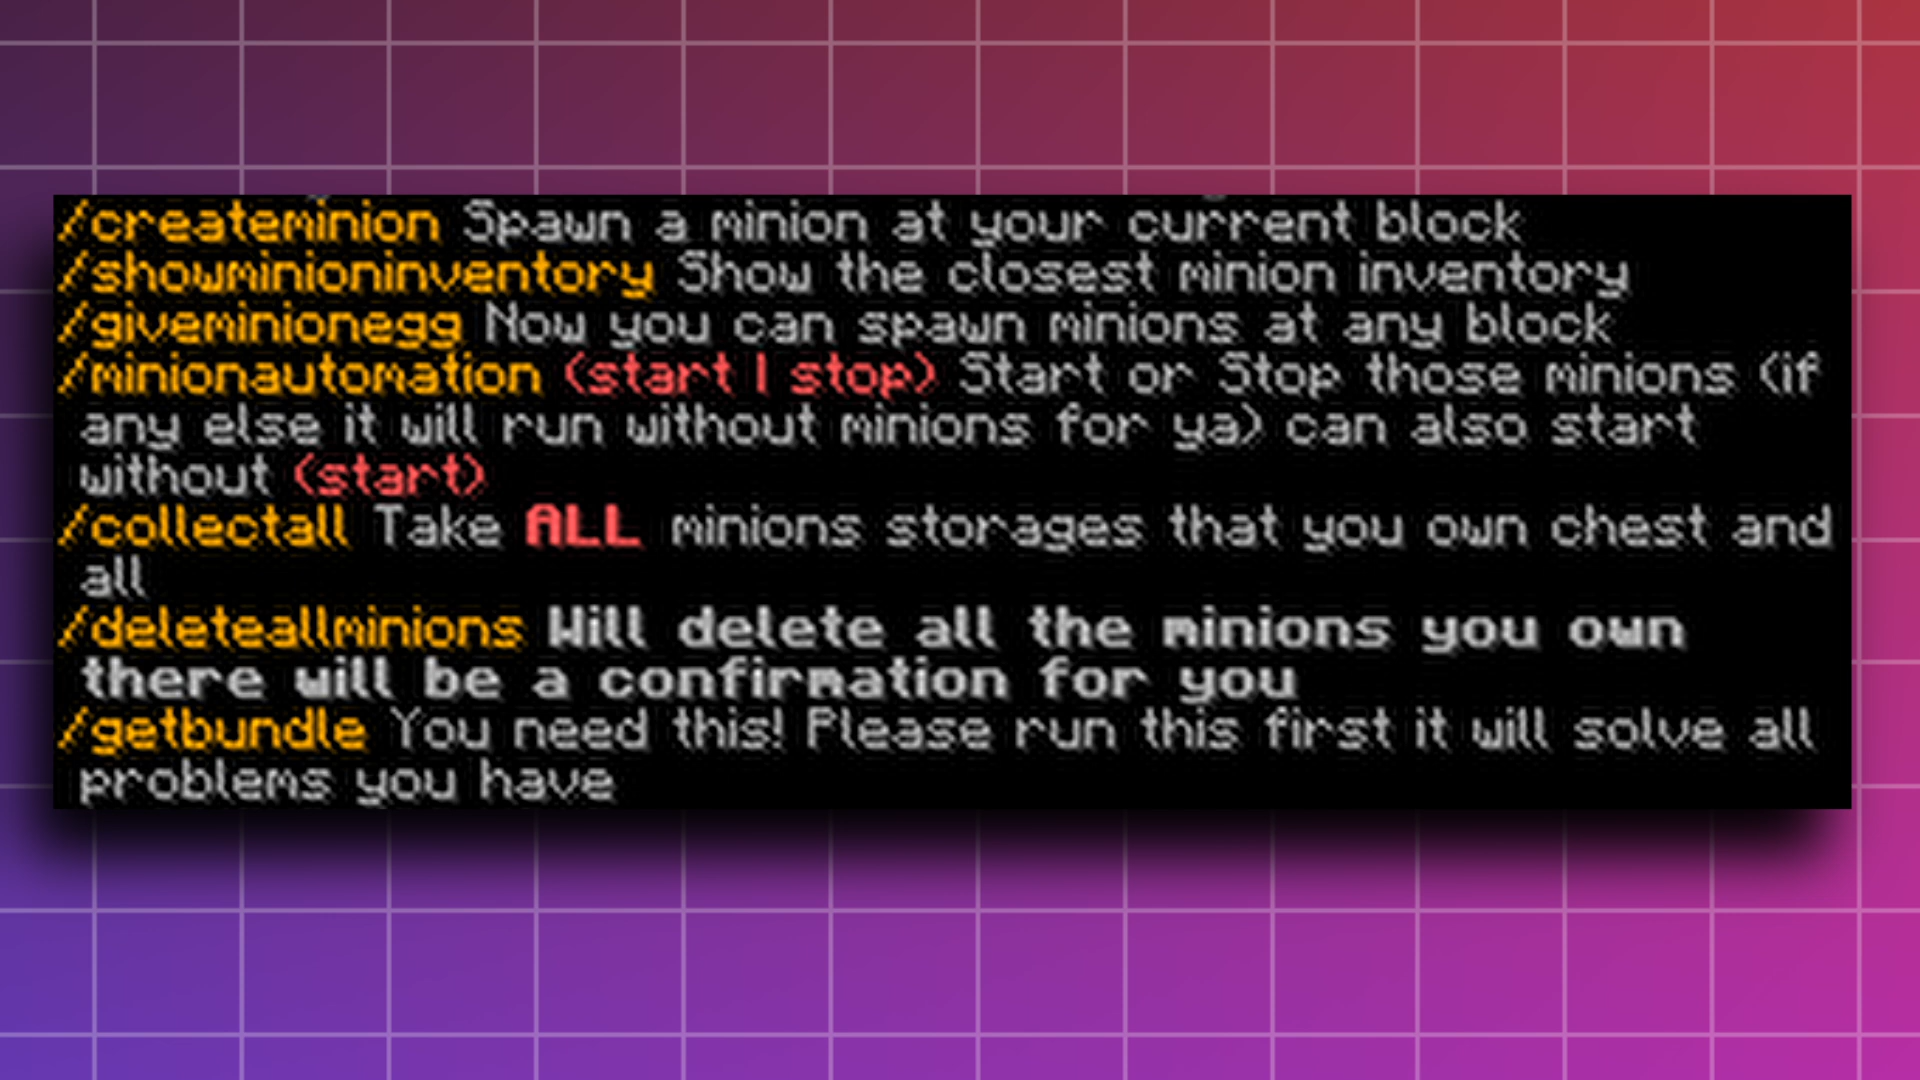 /createminion Spawn a minion at your current block
/showminioninventory Show the closest minion inventory
/giveminionegg Now you can spawn minions at any block
/minionautomation (start | stop) Start or Stop those minions (if
any else it will run without minions for ya) can also start
without (start)
/collectall Take ALL minions storages that you own chest and
all
/deleteallminions Will delete all the minions you own
there will be a confirmation for you
/getbundle You need this! Please run this first it will solve all
problems you have